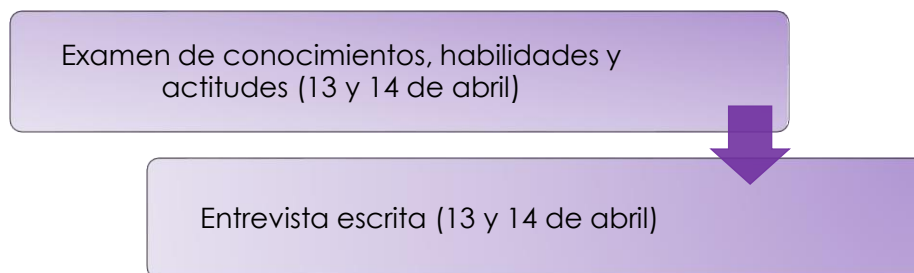 Examen de conocimientos, habilidades y
actitudes (13 y 14 de abril)
Entrevista escrita (13 y 14 de abril)